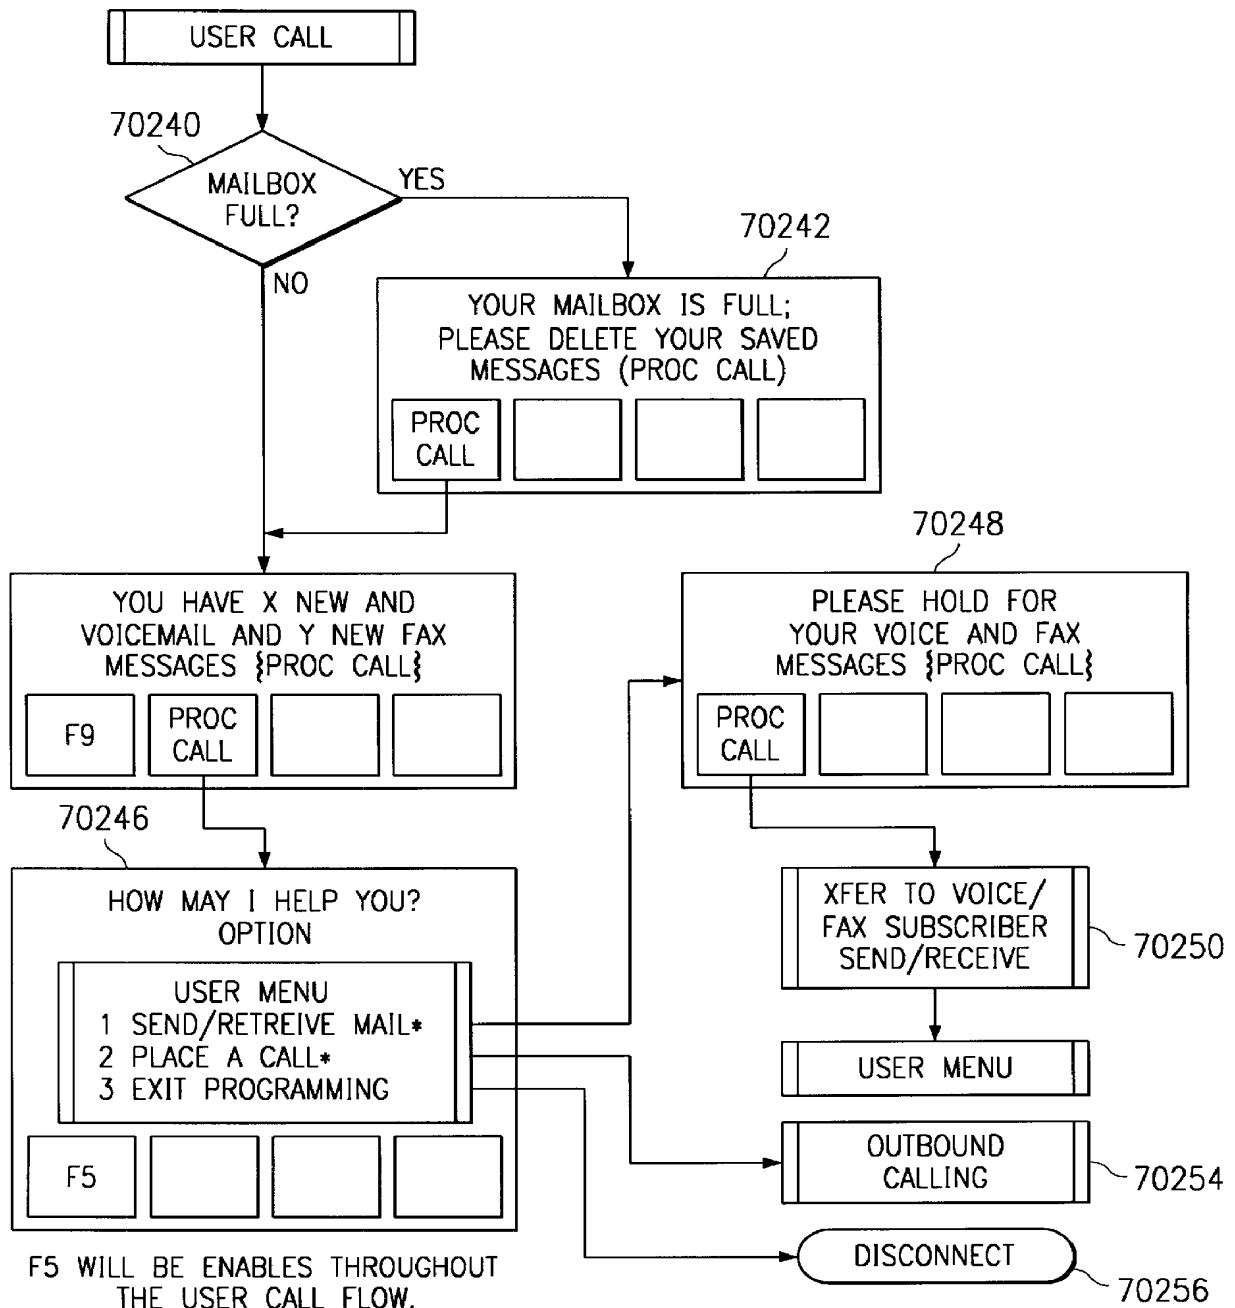 USER CALL
70240
MAILBOX
FULL?
YES
NO
70242
YOUR MAILBOX IS FULL;
PLEASE DELETE YOUR SAVED
MESSAGES (PROC CALL)
PROC
CALL
YOU HAVE X NEW AND
VOICEMAIL AND Y NEW FAX
MESSAGES {PROC CALL}
F9
PROC
CALL
70248
PLEASE HOLD FOR
YOUR VOICE AND FAX
MESSAGES {PROC CALL}
PROC
CALL
70246
HOW MAY I HELP YOU?
OPTION
USER MENU
1 SEND/RETREIVE MAIL*
2 PLACE A CALL*
3 EXIT PROGRAMMING
F5
XFER TO VOICE/
FAX SUBSCRIBER
SEND/RECEIVE
70250
USER MENU
OUTBOUND
CALLING
70254
DISCONNECT
70256
F5 WILL BE ENABLES THROUGHOUT
THE USER CALL FLOW.